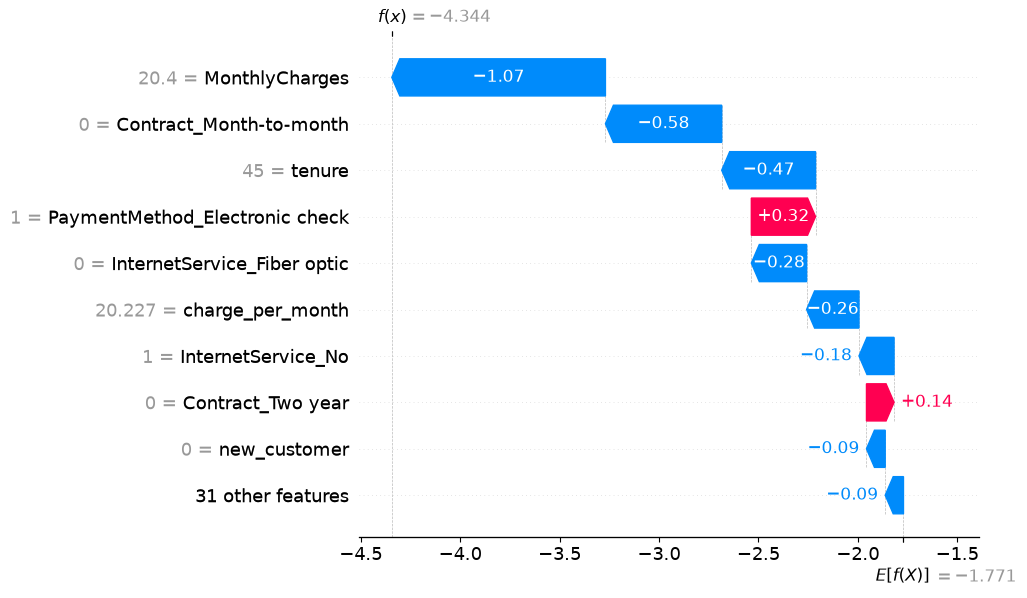 f(x) = −4.344
20.4 = MonthlyCharges −1.07
0 = Contract_Month-to-month −0.58
45 = tenure −0.47
1 = PaymentMethod_Electronic check +0.32
0 = InternetService_Fiber optic −0.28
20.227 = charge_per_month −0.26
1 = InternetService_No −0.18
0 = Contract_Two year +0.14
0 = new_customer −0.09
31 other features −0.09
−4.5 −4.0 −3.5 −3.0 −2.5 −2.0 −1.5
E[f(X)] = −1.771